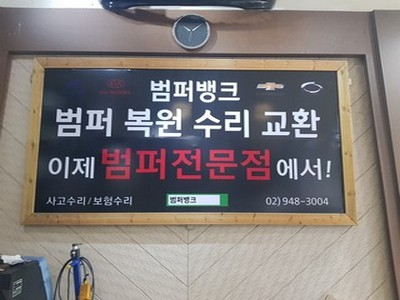 범퍼뱅크
범퍼 복원 수리 교환
이제 범퍼전문점에서!
사고수리/보험수리 범퍼뱅크 02) 948-3004